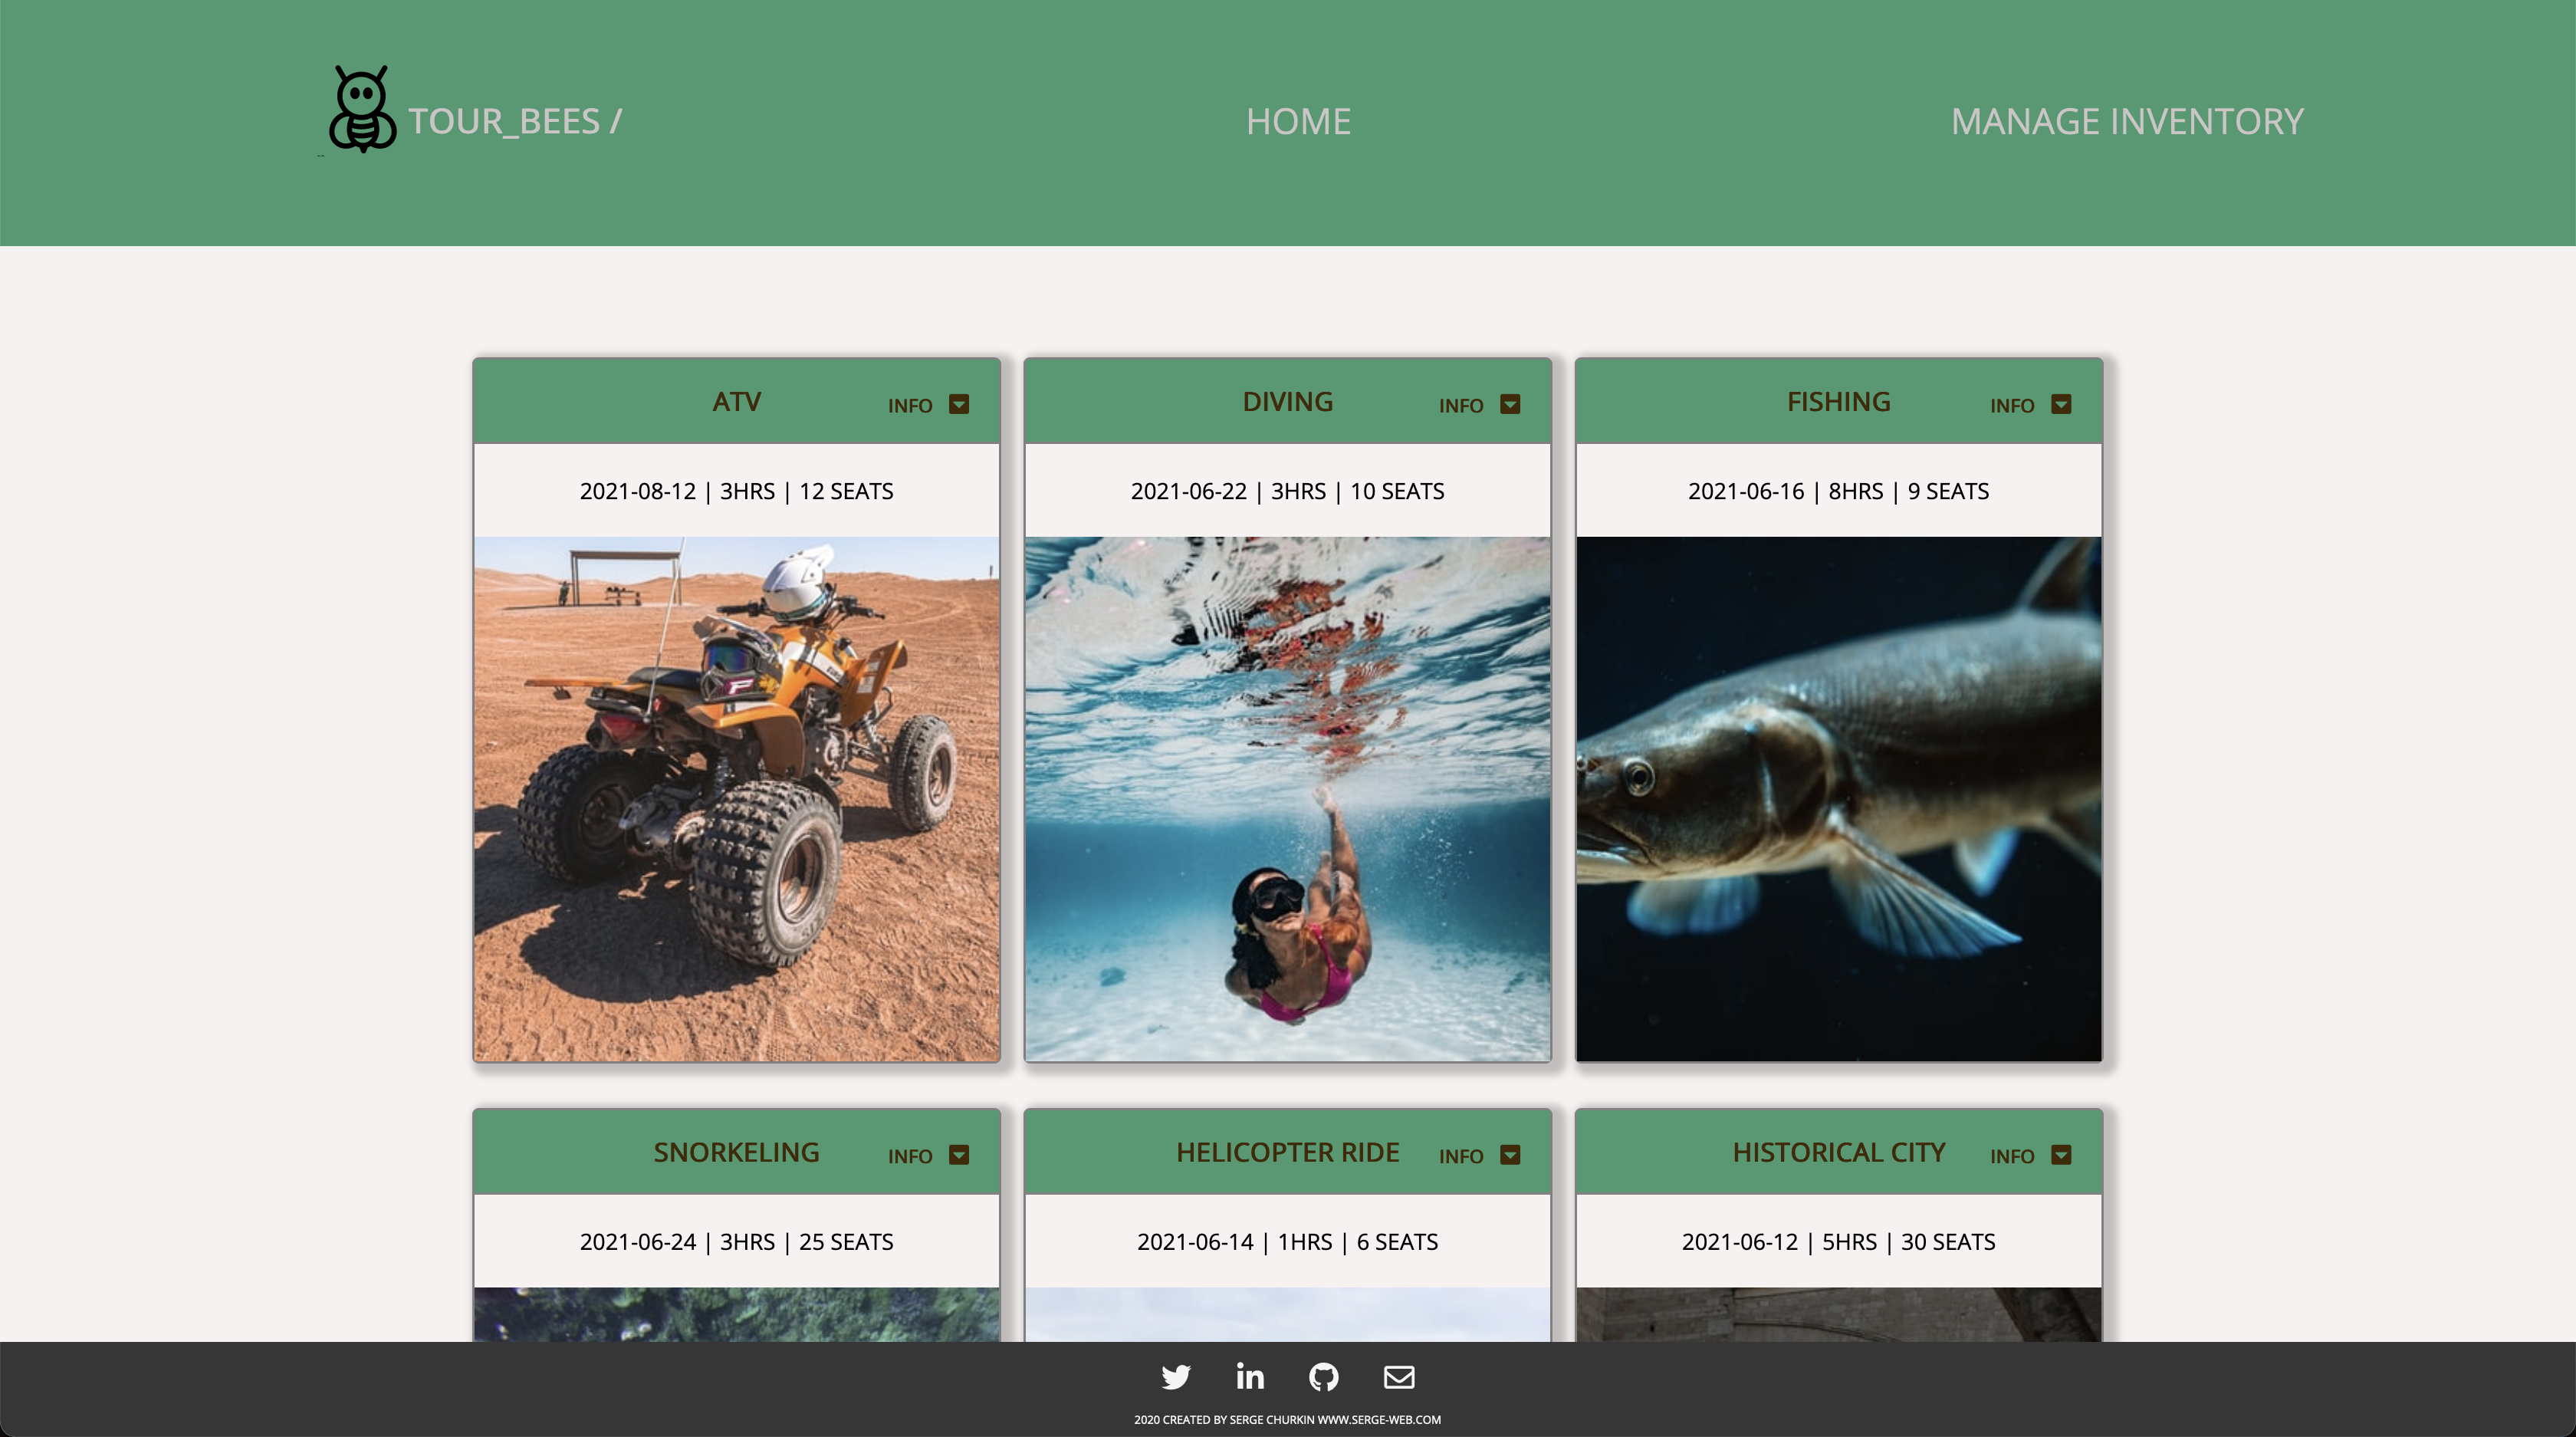 TOUR_BEES /
HOME
MANAGE INVENTORY
ATV
INFO
DIVING
INFO
FISHING
INFO
2021-08-12 | 3HRS | 12 SEATS
2021-06-22 | 3HRS | 10 SEATS
2021-06-16 | 8HRS | 9 SEATS
SNORKELING
INFO
HELICOPTER RIDE
INFO
HISTORICAL CITY
INFO
2021-06-24 | 3HRS | 25 SEATS
2021-06-14 | 1HRS | 6 SEATS
2021-06-12 | 5HRS | 30 SEATS
2020 CREATED BY SERGE CHURKIN WWW.SERGE-WEB.COM